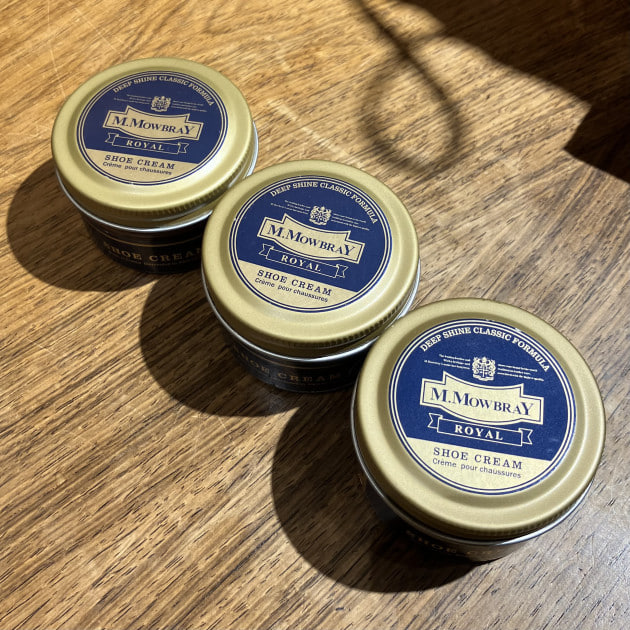 DEEP SHINE CLASSIC FORMULA
M.MOWBRAY
ROYAL
SHOE CREAM
Crème pour chaussures
SHOE CREAM
DEEP SHINE CLASSIC FORMULA
M.MOWBRAY
ROYAL
SHOE CREAM
Crème pour chaussures
SHOE CREAM
DEEP SHINE CLASSIC FORMULA
M.MOWBRAY
ROYAL
SHOE CREAM
Crème pour chaussures
SHOE